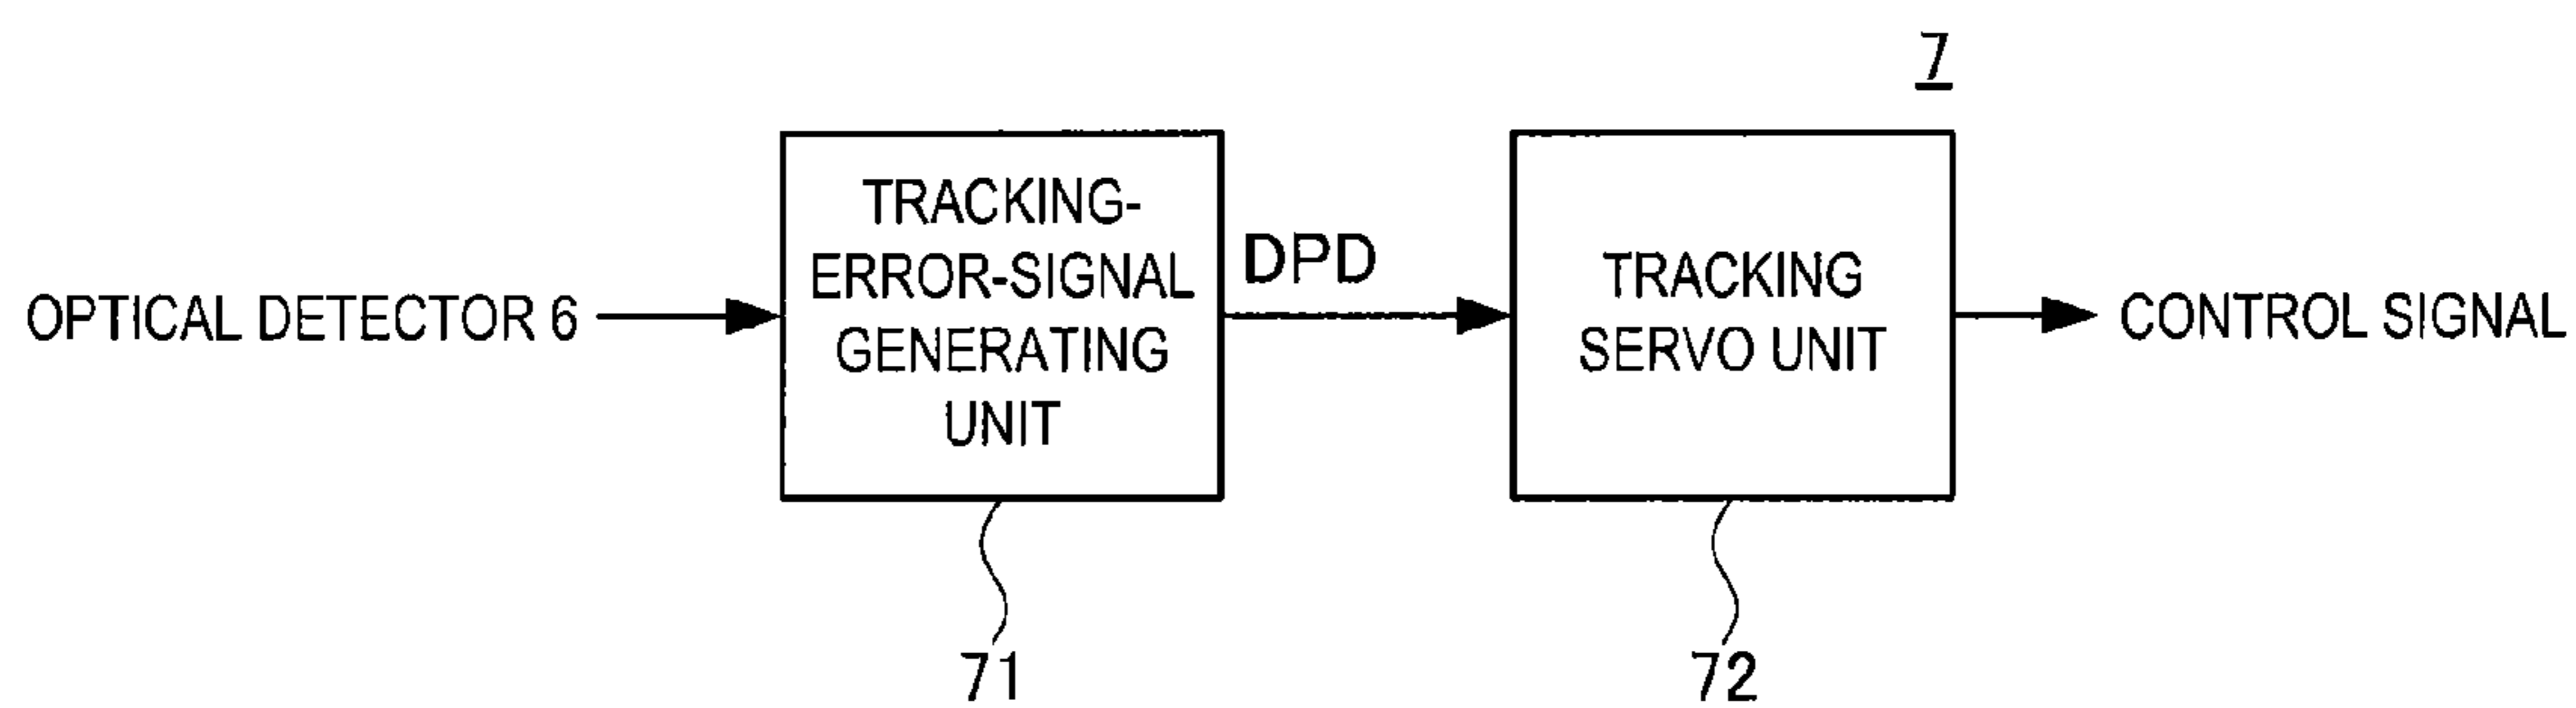 7
OPTICAL DETECTOR 6
TRACKING-
ERROR-SIGNAL
GENERATING
UNIT
DPD
TRACKING
SERVO UNIT
CONTROL SIGNAL
71
72